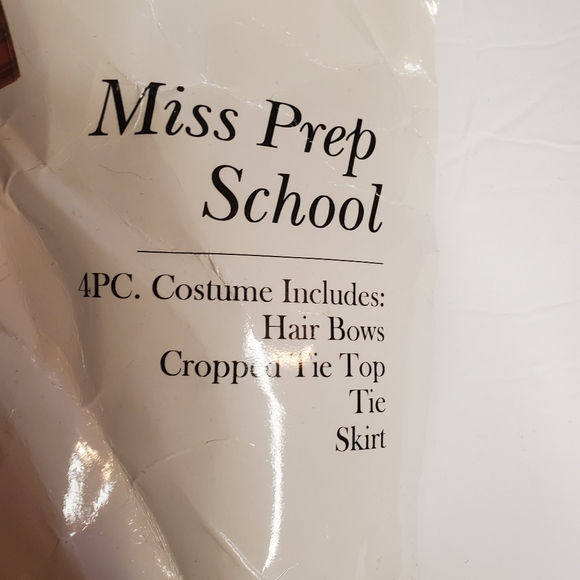 Miss Prep
School
4PC. Costume Includes:
Hair Bows
Cropped Tie Top
Tie
Skirt